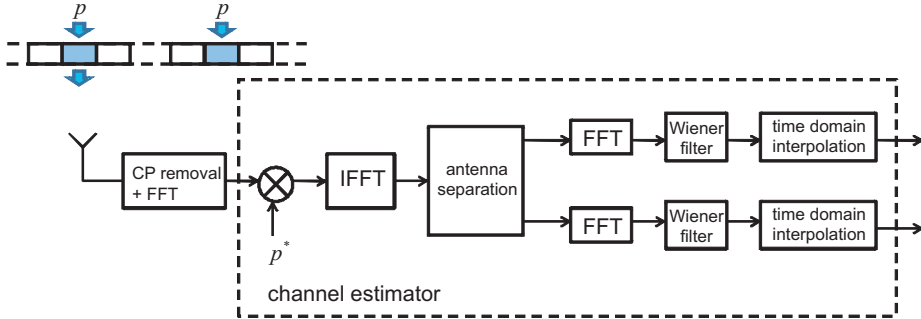 p
p
CP removal
+ FFT
p*
IFFT
antenna
separation
FFT
Wiener
filter
time domain
interpolation
FFT
Wiener
filter
time domain
interpolation
channel estimator